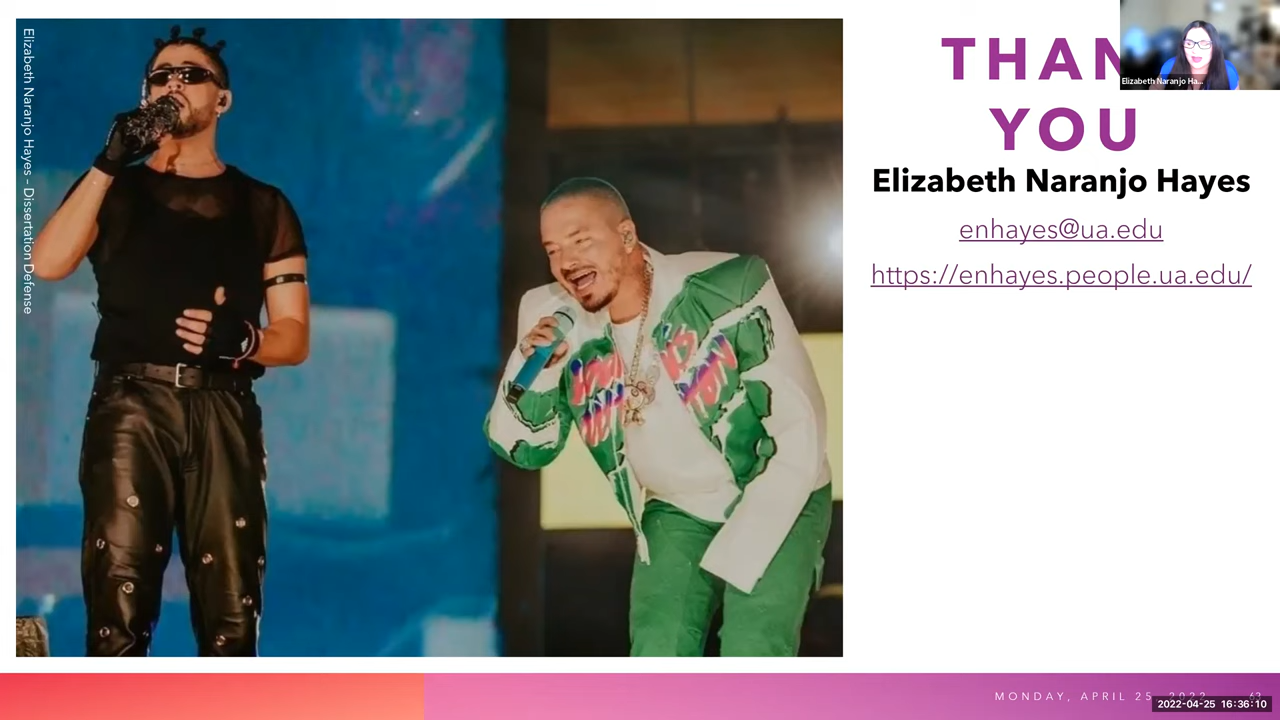 Elizabeth Naranjo Hayes – Dissertation Defense
THAN
YOU
Elizabeth Naranjo Hayes
enhayes@ua.edu
https://enhayes.people.ua.edu/
Elizabeth Naranjo Ha...
MONDAY, APRIL 25, 2022
2022-04-25 16:36:10